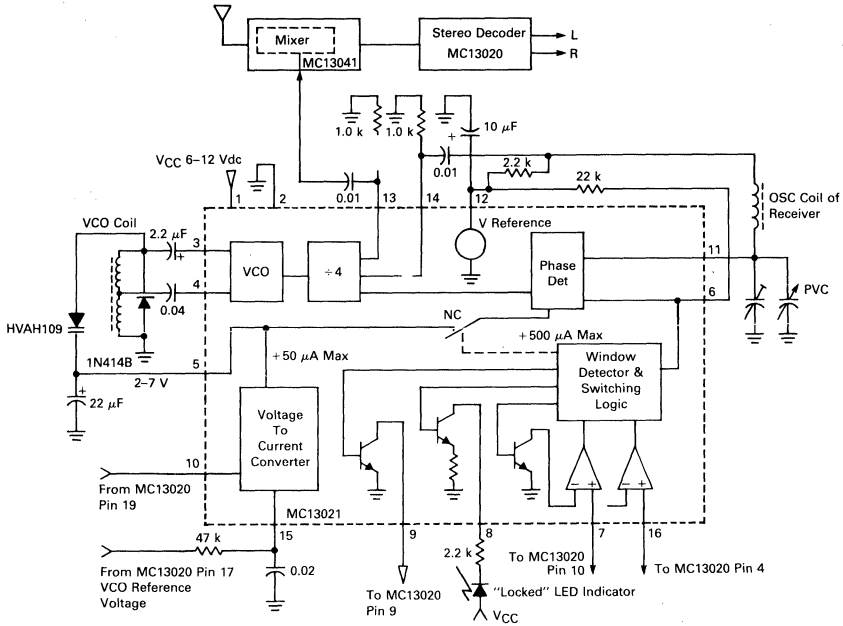 Mixer
MC13041
Stereo Decoder
MC13020
L
R
1.0 k
1.0 k
10 µF
+
0.01
2.2 k
22 k
VCC 6–12 Vdc
0.01
1
2
13
14
12
OSC Coil of
Receiver
VCO Coil
2.2 µF
+
3
V Reference
VCO
÷4
Phase
Det
11
6
PVC
4
0.04
NC
HVAH109
+500 µA Max
1N414B
5
+50 µA Max
Window
Detector &
Switching
Logic
2–7 V
+
22 µF
Voltage
To
Current
Converter
10
From MC13020
Pin 19
– +
– +
MC13021
15
9
8
7
16
47 k
From MC13020 Pin 17
VCO Reference
Voltage
0.02
To MC13020
Pin 9
2.2 k
"Locked" LED Indicator
VCC
To MC13020
Pin 10
To MC13020 Pin 4